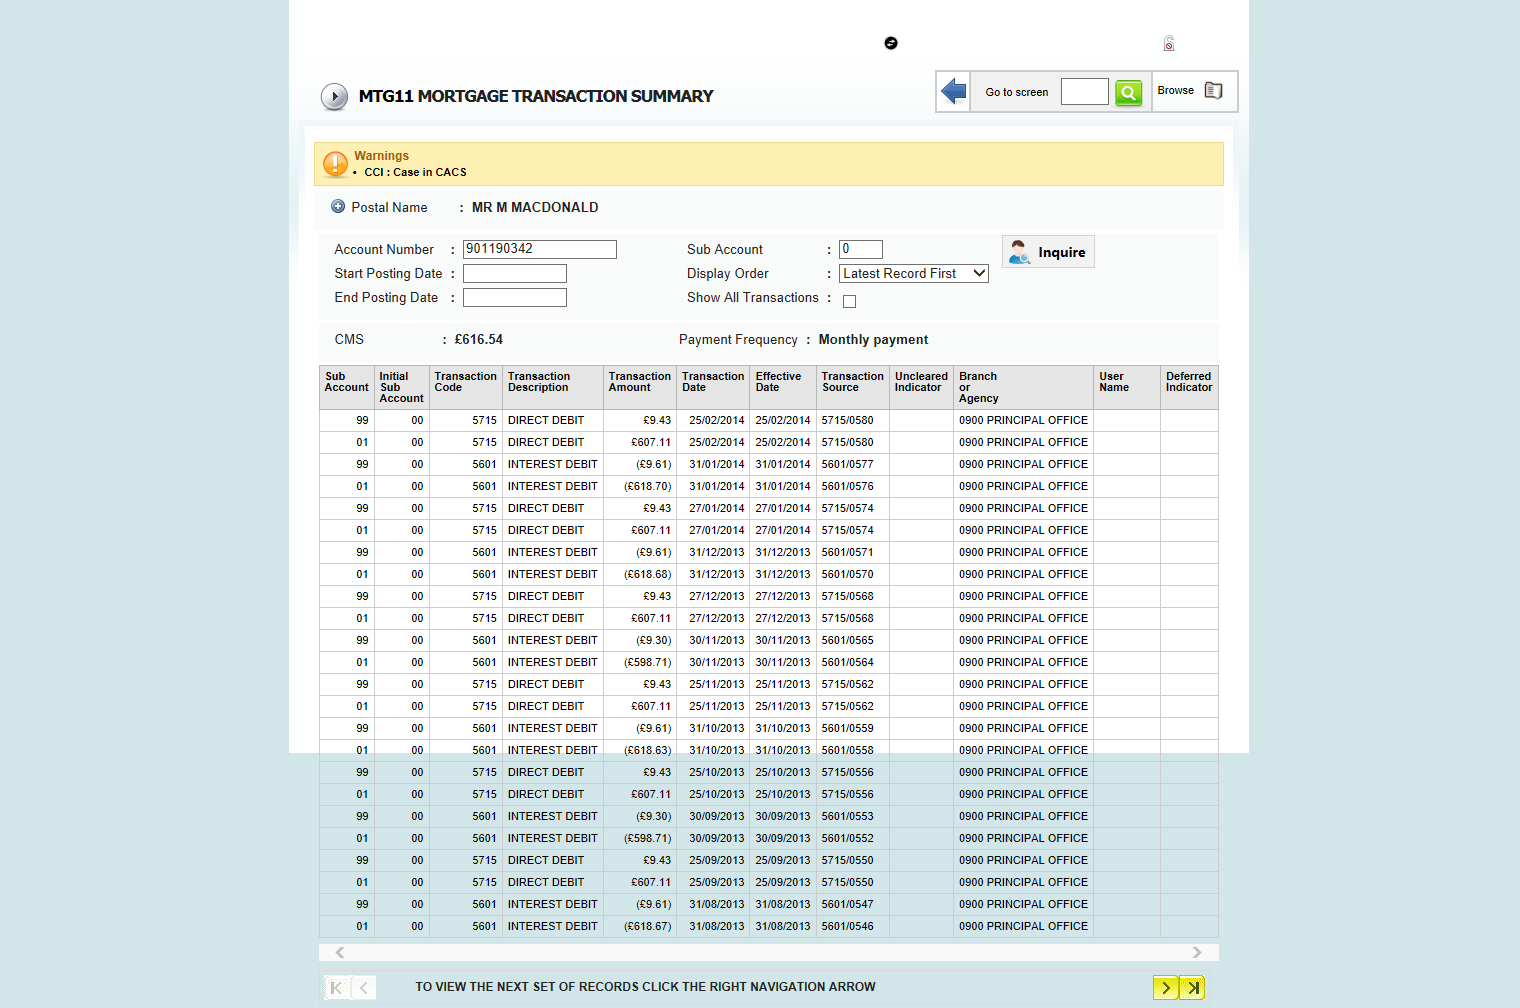 MTG11 MORTGAGE TRANSACTION SUMMARY
Go to screen
Browse
Warnings
• CCI : Case in CACS
Postal Name : MR M MACDONALD
Account Number : 901190342 Sub Account : 0 Inquire
Start Posting Date : Display Order : Latest Record First
End Posting Date : Show All Transactions :
CMS : £616.54 Payment Frequency : Monthly payment
Sub Account Initial Sub Account Transaction Code Transaction Description Transaction Amount Transaction Date Effective Date Transaction Source Uncleared Indicator Branch or Agency User Name Deferred Indicator
99 00 5715 DIRECT DEBIT £9.43 25/02/2014 25/02/2014 5715/0580 0900 PRINCIPAL OFFICE
01 00 5715 DIRECT DEBIT £607.11 25/02/2014 25/02/2014 5715/0580 0900 PRINCIPAL OFFICE
99 00 5601 INTEREST DEBIT (£9.61) 31/01/2014 31/01/2014 5601/0577 0900 PRINCIPAL OFFICE
01 00 5601 INTEREST DEBIT (£618.70) 31/01/2014 31/01/2014 5601/0576 0900 PRINCIPAL OFFICE
99 00 5715 DIRECT DEBIT £9.43 27/01/2014 27/01/2014 5715/0574 0900 PRINCIPAL OFFICE
01 00 5715 DIRECT DEBIT £607.11 27/01/2014 27/01/2014 5715/0574 0900 PRINCIPAL OFFICE
99 00 5601 INTEREST DEBIT (£9.61) 31/12/2013 31/12/2013 5601/0571 0900 PRINCIPAL OFFICE
01 00 5601 INTEREST DEBIT (£618.68) 31/12/2013 31/12/2013 5601/0570 0900 PRINCIPAL OFFICE
99 00 5715 DIRECT DEBIT £9.43 27/12/2013 27/12/2013 5715/0568 0900 PRINCIPAL OFFICE
01 00 5715 DIRECT DEBIT £607.11 27/12/2013 27/12/2013 5715/0568 0900 PRINCIPAL OFFICE
99 00 5601 INTEREST DEBIT (£9.30) 30/11/2013 30/11/2013 5601/0565 0900 PRINCIPAL OFFICE
01 00 5601 INTEREST DEBIT (£598.71) 30/11/2013 30/11/2013 5601/0564 0900 PRINCIPAL OFFICE
99 00 5715 DIRECT DEBIT £9.43 25/11/2013 25/11/2013 5715/0562 0900 PRINCIPAL OFFICE
01 00 5715 DIRECT DEBIT £607.11 25/11/2013 25/11/2013 5715/0562 0900 PRINCIPAL OFFICE
99 00 5601 INTEREST DEBIT (£9.61) 31/10/2013 31/10/2013 5601/0559 0900 PRINCIPAL OFFICE
01 00 5601 INTEREST DEBIT (£618.63) 31/10/2013 31/10/2013 5601/0558 0900 PRINCIPAL OFFICE
99 00 5715 DIRECT DEBIT £9.43 25/10/2013 25/10/2013 5715/0556 0900 PRINCIPAL OFFICE
01 00 5715 DIRECT DEBIT £607.11 25/10/2013 25/10/2013 5715/0556 0900 PRINCIPAL OFFICE
99 00 5601 INTEREST DEBIT (£9.30) 30/09/2013 30/09/2013 5601/0553 0900 PRINCIPAL OFFICE
01 00 5601 INTEREST DEBIT (£598.71) 30/09/2013 30/09/2013 5601/0552 0900 PRINCIPAL OFFICE
99 00 5715 DIRECT DEBIT £9.43 25/09/2013 25/09/2013 5715/0550 0900 PRINCIPAL OFFICE
01 00 5715 DIRECT DEBIT £607.11 25/09/2013 25/09/2013 5715/0550 0900 PRINCIPAL OFFICE
99 00 5601 INTEREST DEBIT (£9.61) 31/08/2013 31/08/2013 5601/0547 0900 PRINCIPAL OFFICE
01 00 5601 INTEREST DEBIT (£618.67) 31/08/2013 31/08/2013 5601/0546 0900 PRINCIPAL OFFICE
TO VIEW THE NEXT SET OF RECORDS CLICK THE RIGHT NAVIGATION ARROW